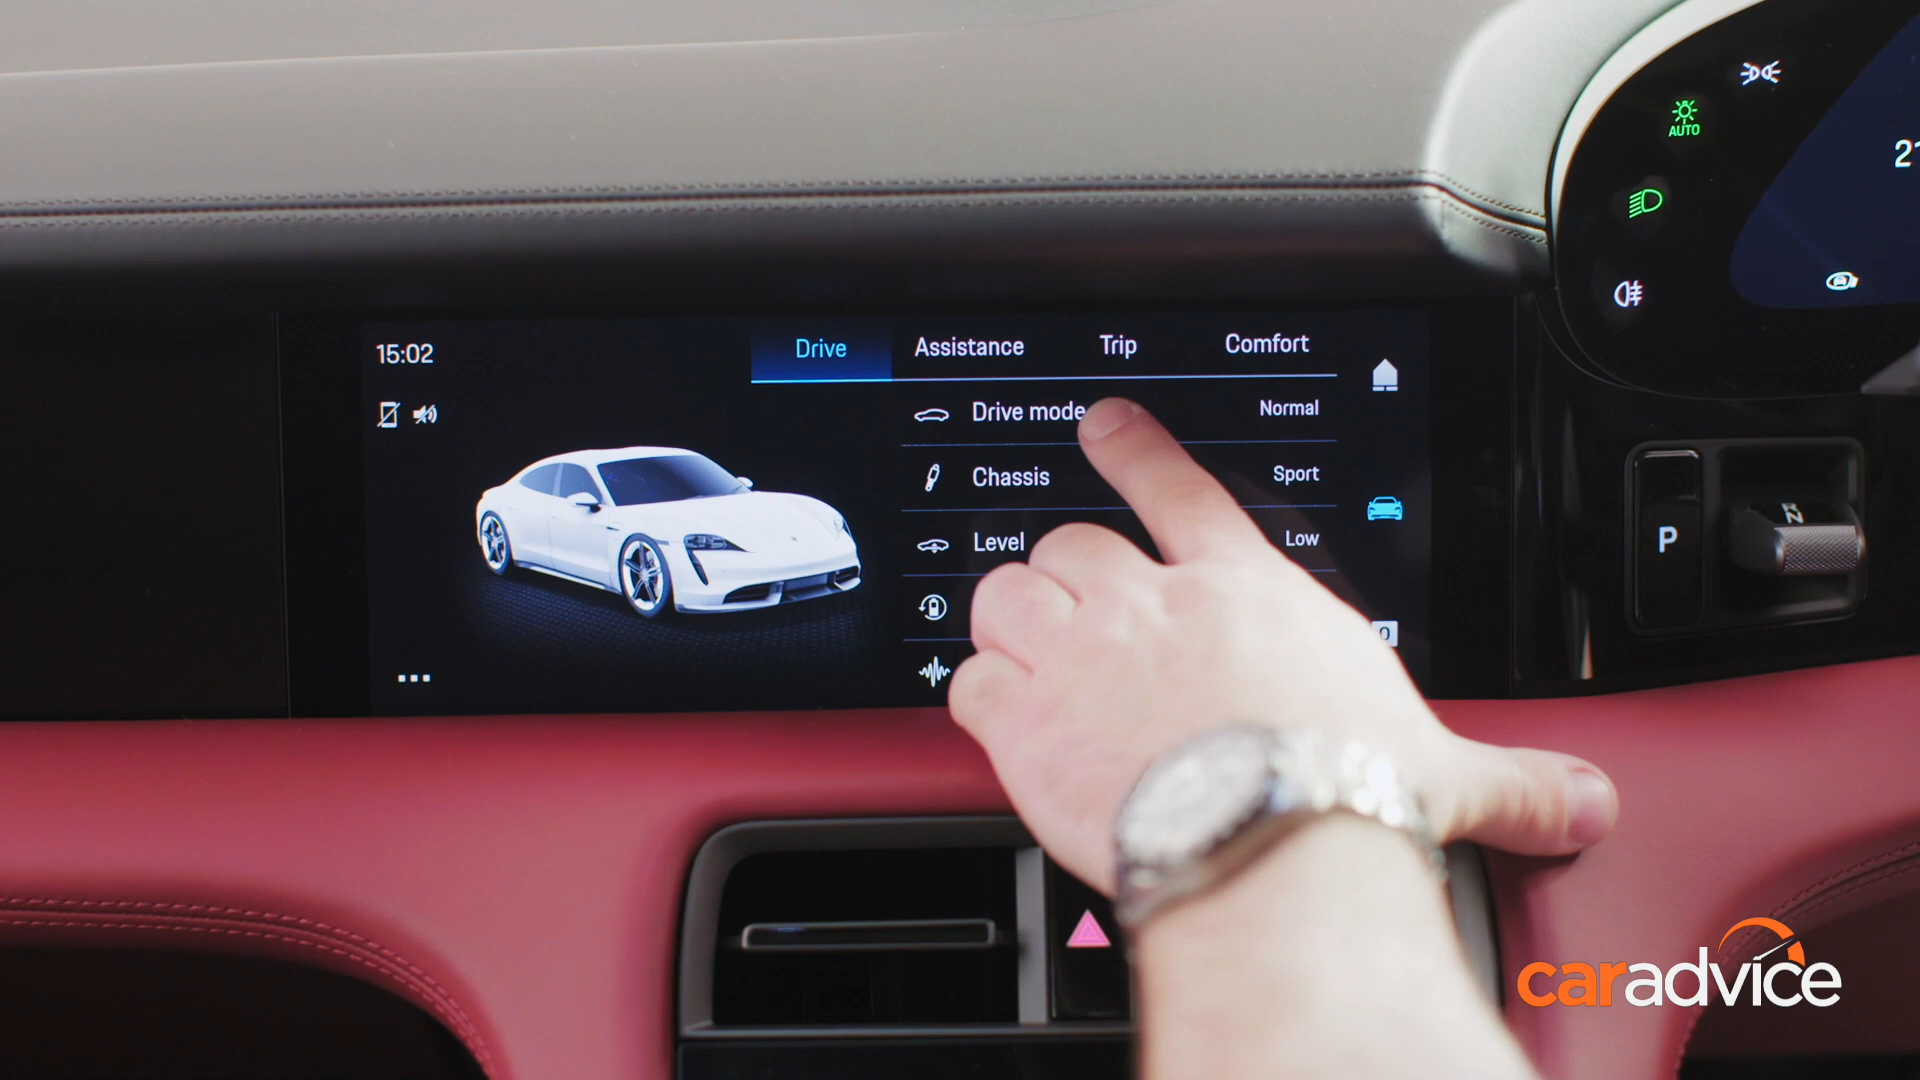 15:02
Drive Assistance Trip Comfort
Drive mode Normal
Chassis Sport
Level Low
AUTO
P
N
caradvice